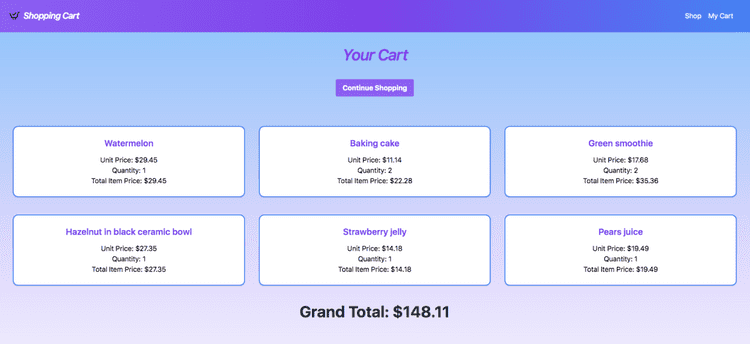 Shopping Cart
Shop My Cart
Your Cart
Continue Shopping
Watermelon
Unit Price: $29.45
Quantity: 1
Total Item Price: $29.45
Baking cake
Unit Price: $11.14
Quantity: 2
Total Item Price: $22.28
Green smoothie
Unit Price: $17.68
Quantity: 2
Total Item Price: $35.36
Hazelnut in black ceramic bowl
Unit Price: $27.35
Quantity: 1
Total Item Price: $27.35
Strawberry jelly
Unit Price: $14.18
Quantity: 1
Total Item Price: $14.18
Pears juice
Unit Price: $19.49
Quantity: 1
Total Item Price: $19.49
Grand Total: $148.11